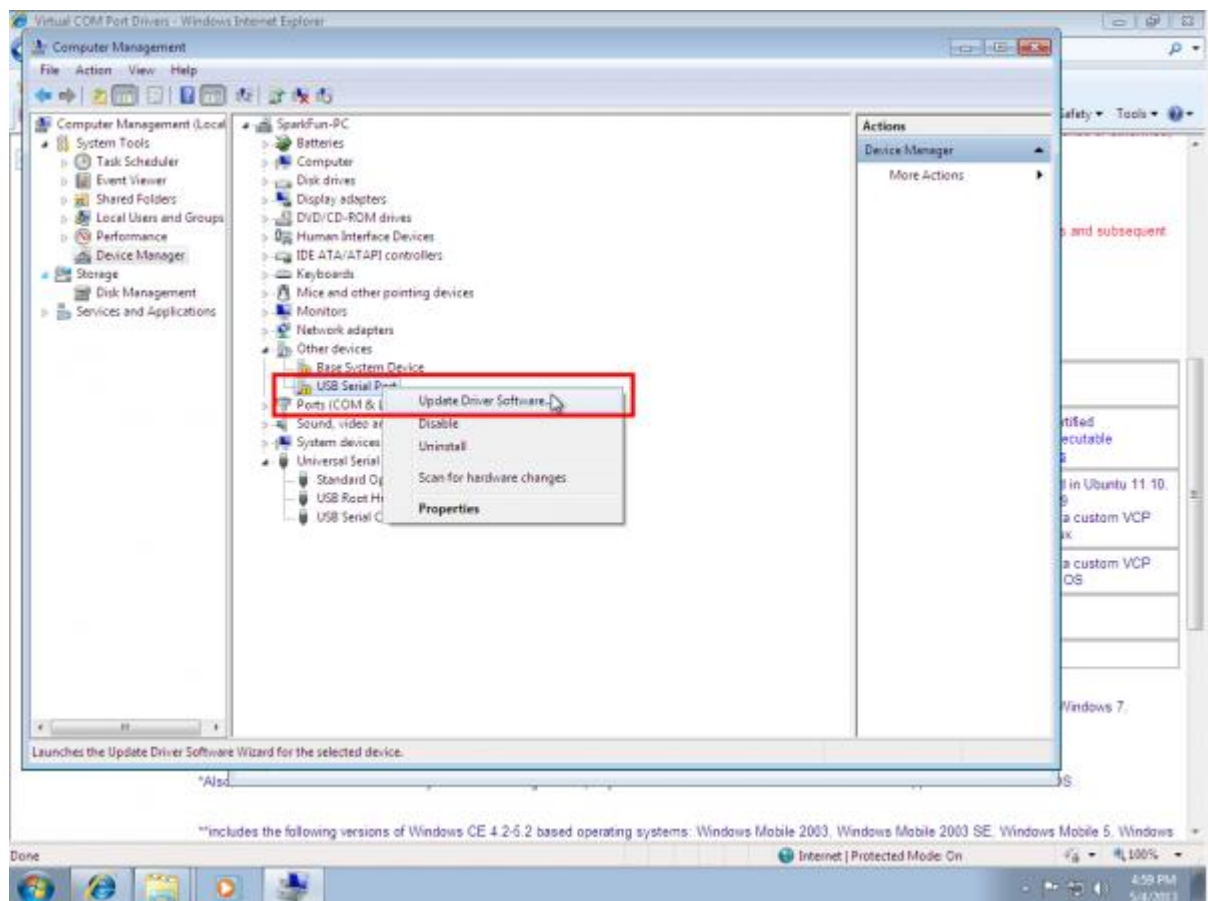 Virtual COM Port Drivers - Windows Internet Explorer
Computer Management
File Action View Help
Safety Tools
Computer Management (Local
System Tools
Task Scheduler
Event Viewer
Shared Folders
Local Users and Groups
Performance
Device Manager
Storage
Disk Management
Services and Applications
SparkFun-PC
Batteries
Computer
Disk drives
Display adapters
DVD/CD-ROM drives
Human Interface Devices
IDE ATA/ATAPI controllers
Keyboards
Mice and other pointing devices
Monitors
Network adapters
Other devices
Base System Device
USB Serial Port
Ports (COM & L
Sound, video ar
System devices
Universal Serial
Standard Op
USB Root H
USB Serial C
Update Driver Software...
Disable
Uninstall
Scan for hardware changes
Properties
Actions
Device Manager
More Actions
s and subsequent
rtified
ecutable
s
d in Ubuntu 11.10,
9
a custom VCP
ux
a custom VCP
OS
Windows 7.
Launches the Update Driver Software Wizard for the selected device.
*Also
OS.
**includes the following versions of Windows CE 4.2-5.2 based operating systems: Windows Mobile 2003, Windows Mobile 2003 SE, Windows Mobile 5, Windows
Done
Internet | Protected Mode: On
100%
4:59 PM